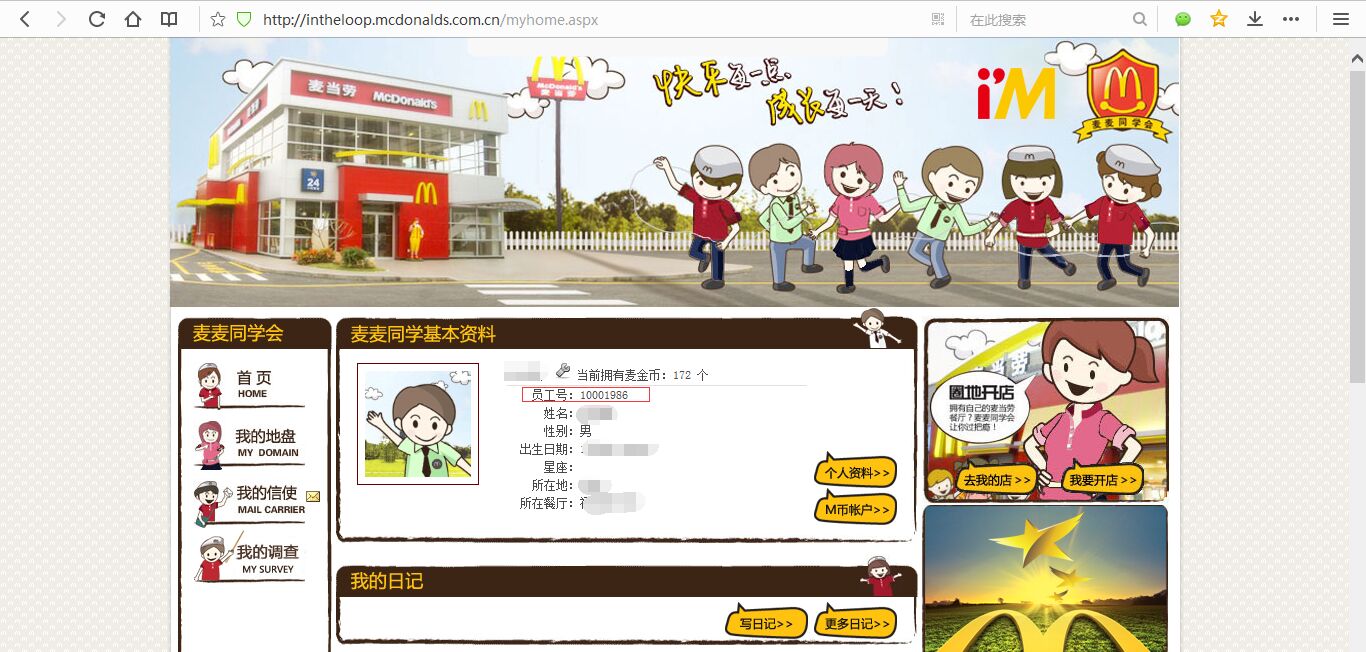 http://intheloop.mcdonalds.com.cn/myhome.aspx
在此搜索
麦当劳 McDonald's
McDonald's
24
快乐每一点，
成长每一天！
i'M
麦麦同学会
麦麦同学会
首 页
HOME
我的地盘
MY DOMAIN
我的信使
MAIL CARRIER
我的调查
MY SURVEY
麦麦同学基本资料
当前拥有麦金币：172 个
员工号：10001986
姓名：
性别：男
出生日期：
星座：
所在地：
所在餐厅：
个人资料>>
M币帐户>>
我的日记
写日记>>
更多日记>>
圈地开店
拥有自己的麦当劳
餐厅？麦麦同学会
让你过把瘾！
去我的店 >>
我要开店 >>